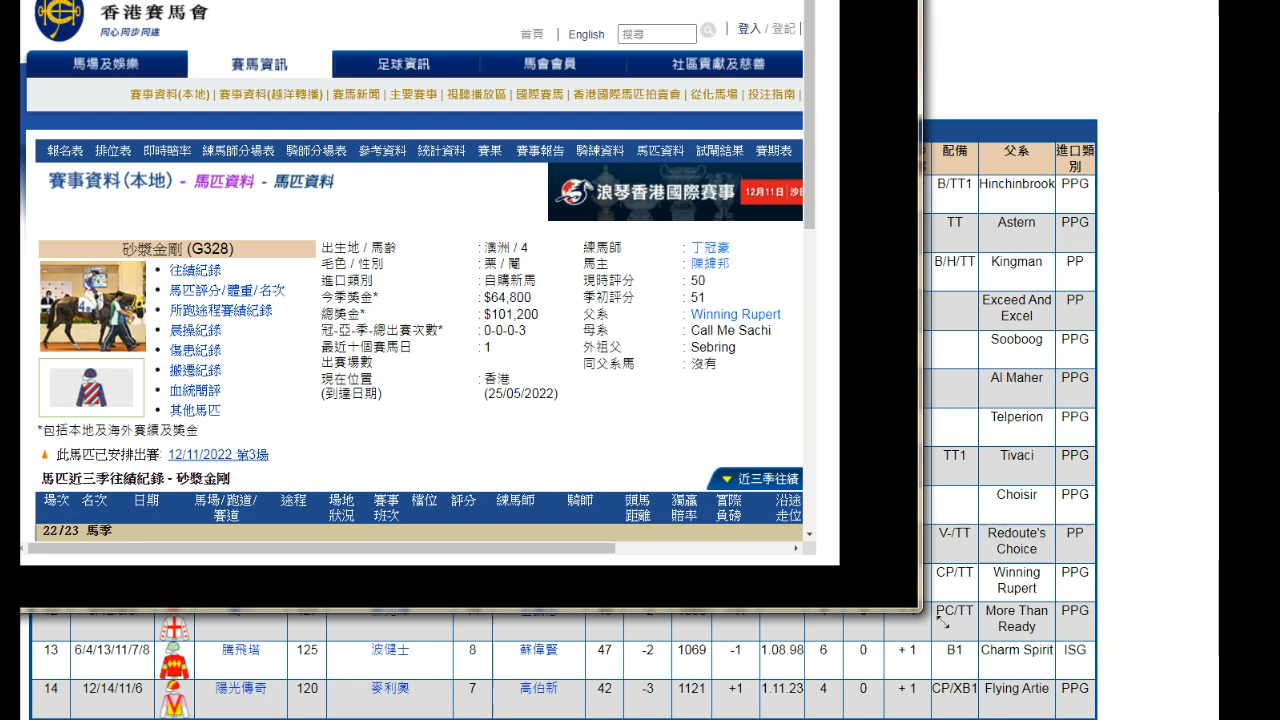 香港賽馬會
同心同步同進
首頁 | English 搜尋 | 登入 / 登記 |
馬場及娛樂 賽馬資訊 足球資訊 馬會會員 社區貢獻及慈善
賽事資料(本地) | 賽事資料(越洋轉播) | 賽馬新聞 | 主要賽事 | 視聽播放區 | 國際賽馬 | 香港國際馬匹拍賣會 | 從化馬場 | 投注指南 |
報名表 排位表 即時賠率 練馬師分場表 騎師分場表 參考資料 統計資料 賽果 賽事報告 騎練資料 馬匹資料 試閘結果 賽期表
賽事資料(本地) - 馬匹資料 - 馬匹資料
浪琴香港國際賽事 12月11日
砂漿金剛 (G328)
往績紀錄
馬匹評分/體重/名次
所跑途程賽績紀錄
晨操紀錄
傷患紀錄
搬遷紀錄
血統簡評
其他馬匹
出生地 / 馬齡 : 澳洲 / 4
毛色 / 性別 : 栗 / 閹
進口類別 : 自購新馬
今季獎金* : $64,800
總獎金* : $101,200
冠-亞-季-總出賽次數* : 0-0-0-3
最近十個賽馬日 : 1
出賽場數
現在位置 : 香港
(到達日期) (25/05/2022)
練馬師 : 丁冠豪
馬主 : 陳緯邦
現時評分 : 50
季初評分 : 51
父系 : Winning Rupert
母系 : Call Me Sachi
外祖父 : Sebring
同父系馬 : 沒有
*包括本地及海外賽績及獎金
此馬匹已安排出賽: 12/11/2022 第3場
馬匹近三季往績紀錄 - 砂漿金剛
近三季往績
場次 名次 日期 馬場/跑道/賽道 途程 場地狀況 賽事班次 檔位 評分 練馬師 騎師 頭馬距離 獨贏賠率 實際負磅 沿途走位
22/23 馬季
配備 父系 進口類別
B/TT1 Hinchinbrook PPG
TT Astern PPG
B/H/TT Kingman PP
Exceed And Excel PP
Sooboog PPG
Al Maher PPG
Telperion PPG
TT1 Tivaci PPG
Choisir PPG
V-/TT Redoute's Choice PP
CP/TT Winning Rupert PPG
PC/TT More Than Ready PPG
13 6/4/13/11/7/8 騰飛塔 125 波健士 8 蘇偉賢 47 -2 1069 -1 1.08.98 6 0 + 1 B1 Charm Spirit ISG
14 12/14/11/6 陽光傳奇 120 麥利奧 7 高伯新 42 -3 1121 +1 1.11.23 4 0 + 1 CP/XB1 Flying Artie PPG